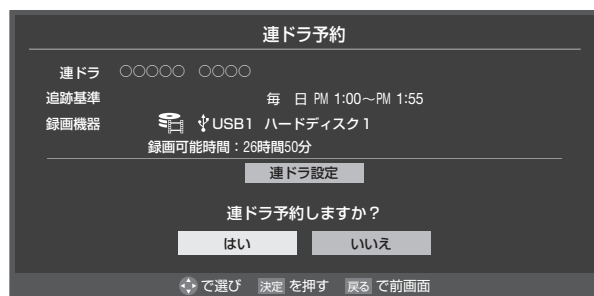 連ドラ予約
連ドラ ○○○○○ ○○○○
追跡基準 毎 日 PM 1:00～PM 1:55
録画機器 USB1 ハードディスク1
録画可能時間：26時間50分
連ドラ設定
連ドラ予約しますか？
はい いいえ
で選び 決定 を押す 戻る で前画面